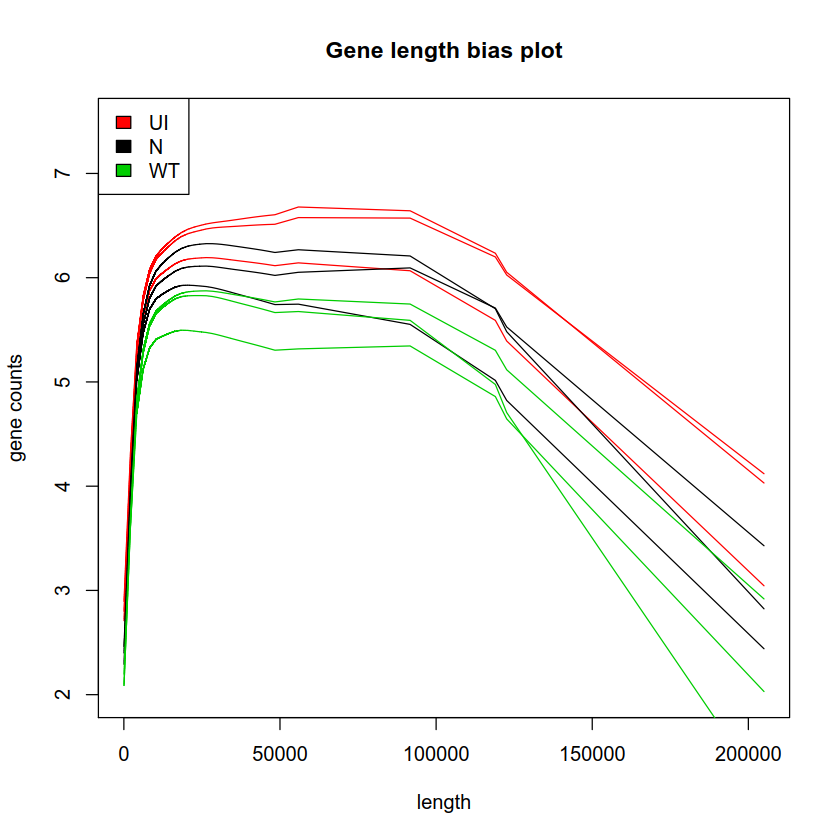 Gene length bias plot
UI
N
WT
7
6
5
4
3
2
gene counts
0 50000 100000 150000 200000
length